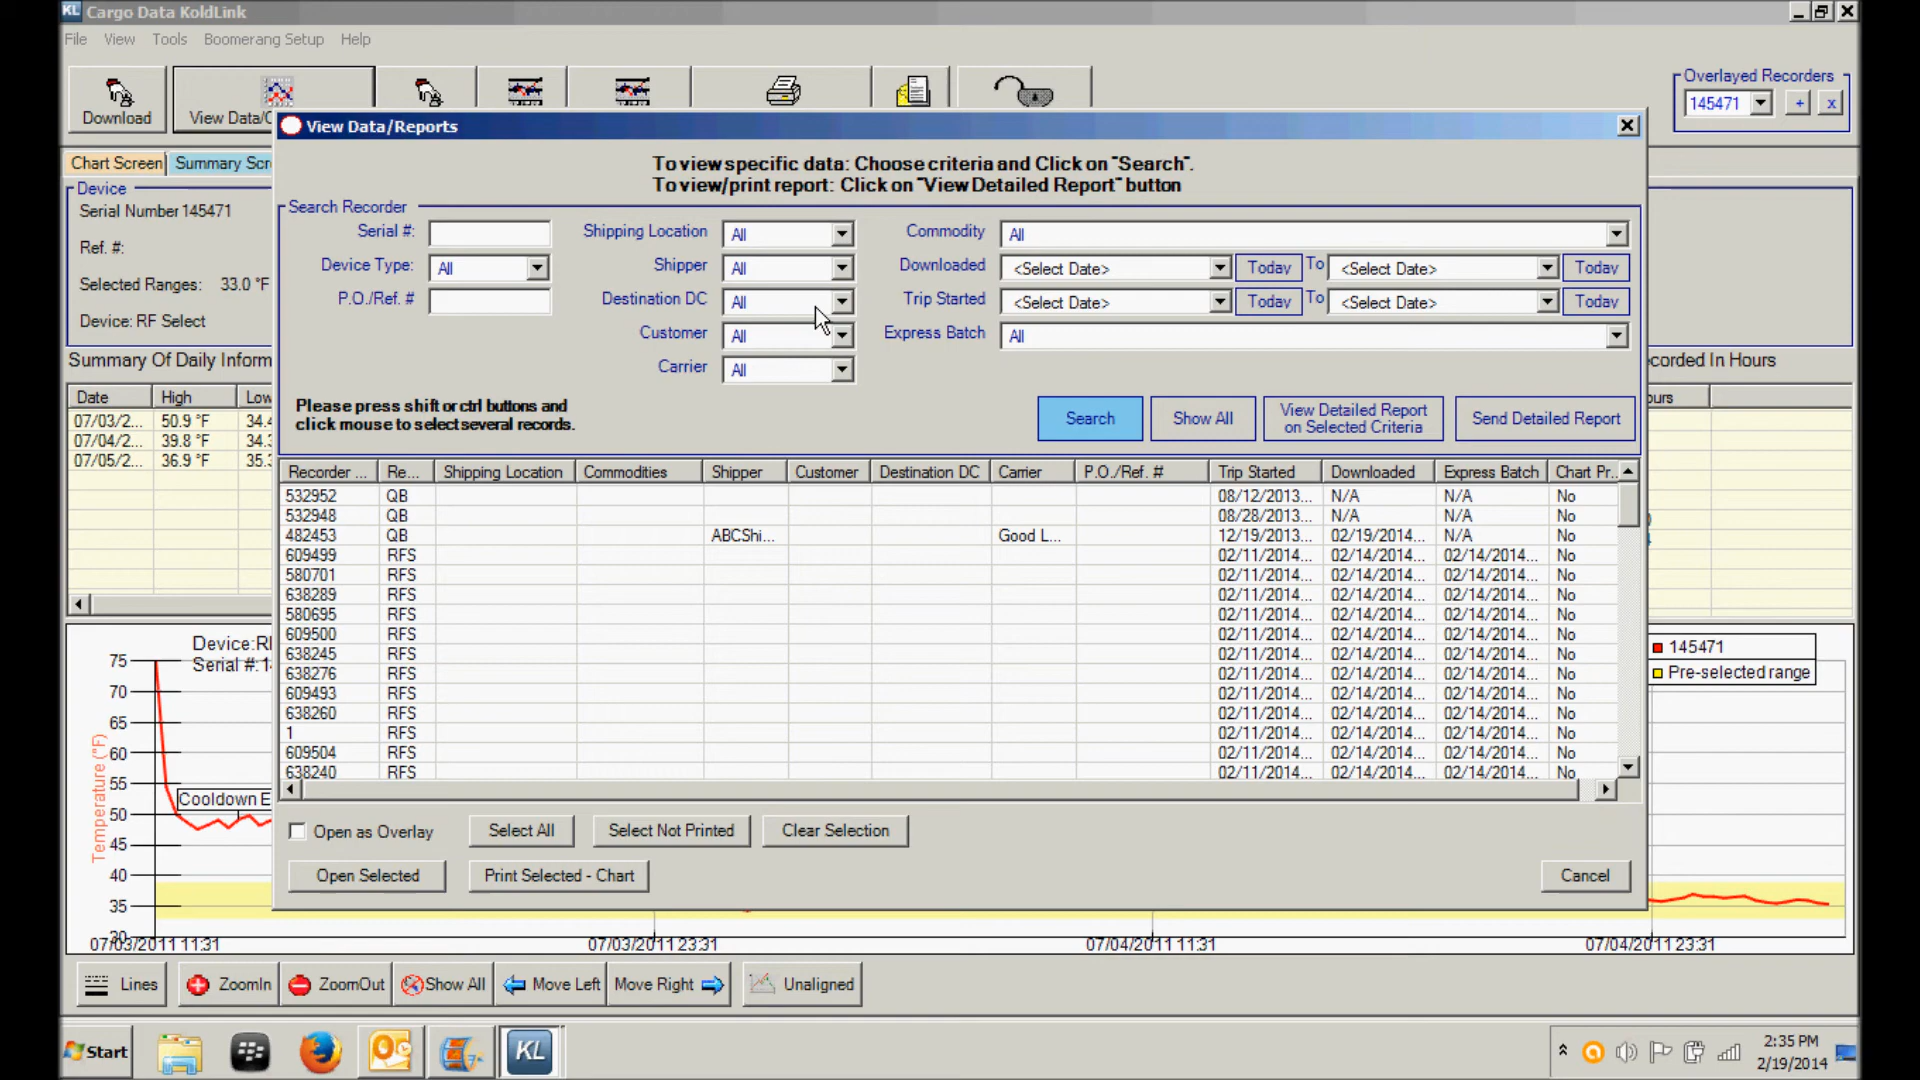 KL Cargo Data KoldLink
File View Tools Boomerang Setup Help
Download View Data/
Overlayed Recorders
145471 + x
Chart Screen Summary Scr
Device
Serial Number 145471
Ref. #:
Selected Ranges: 33.0 °F
Device: RF Select
Summary Of Daily Inform
Date High Low
07/03/2... 50.9 °F 34.4
07/04/2... 39.8 °F 34.3
07/05/2... 36.9 °F 35.3
ecorded In Hours
ours
View Data/Reports
To view specific data: Choose criteria and Click on "Search".
To view/print report: Click on "View Detailed Report" button
Search Recorder
Serial #: Shipping Location All Commodity All
Device Type: All Shipper All Downloaded <Select Date> Today To <Select Date> Today
P.O./Ref. # Destination DC All Trip Started <Select Date> Today To <Select Date> Today
Customer All Express Batch All
Carrier All
Please press shift or ctrl buttons and
click mouse to select several records.
Search Show All View Detailed Report on Selected Criteria Send Detailed Report
Recorder ... Re... Shipping Location Commodities Shipper Customer Destination DC Carrier P.O./Ref. # Trip Started Downloaded Express Batch Chart Pr...
532952 QB 08/12/2013... N/A N/A No
532948 QB 08/28/2013... N/A N/A No
482453 QB ABCShi... Good L... 12/19/2013... 02/19/2014... N/A No
609499 RFS 02/11/2014... 02/14/2014... 02/14/2014... No
580701 RFS 02/11/2014... 02/14/2014... 02/14/2014... No
638289 RFS 02/11/2014... 02/14/2014... 02/14/2014... No
580695 RFS 02/11/2014... 02/14/2014... 02/14/2014... No
609500 RFS 02/11/2014... 02/14/2014... 02/14/2014... No
638245 RFS 02/11/2014... 02/14/2014... 02/14/2014... No
638276 RFS 02/11/2014... 02/14/2014... 02/14/2014... No
609493 RFS 02/11/2014... 02/14/2014... 02/14/2014... No
638260 RFS 02/11/2014... 02/14/2014... 02/14/2014... No
1 RFS 02/11/2014... 02/14/2014... 02/14/2014... No
609504 RFS 02/11/2014... 02/14/2014... 02/14/2014... No
638240 RFS 02/11/2014... 02/14/2014... 02/14/2014... No
Open as Overlay Select All Select Not Printed Clear Selection
Open Selected Print Selected - Chart Cancel
Device:RI
Serial #:1
145471
Pre-selected range
Cooldown E
Temperature (°F)
75
70
65
60
55
50
45
40
35
30
07/03/2011 11:31 07/03/2011 23:31 07/04/2011 11:31 07/04/2011 23:31
Lines ZoomIn ZoomOut Show All Move Left Move Right Unaligned
Start KL
2:35 PM
2/19/2014